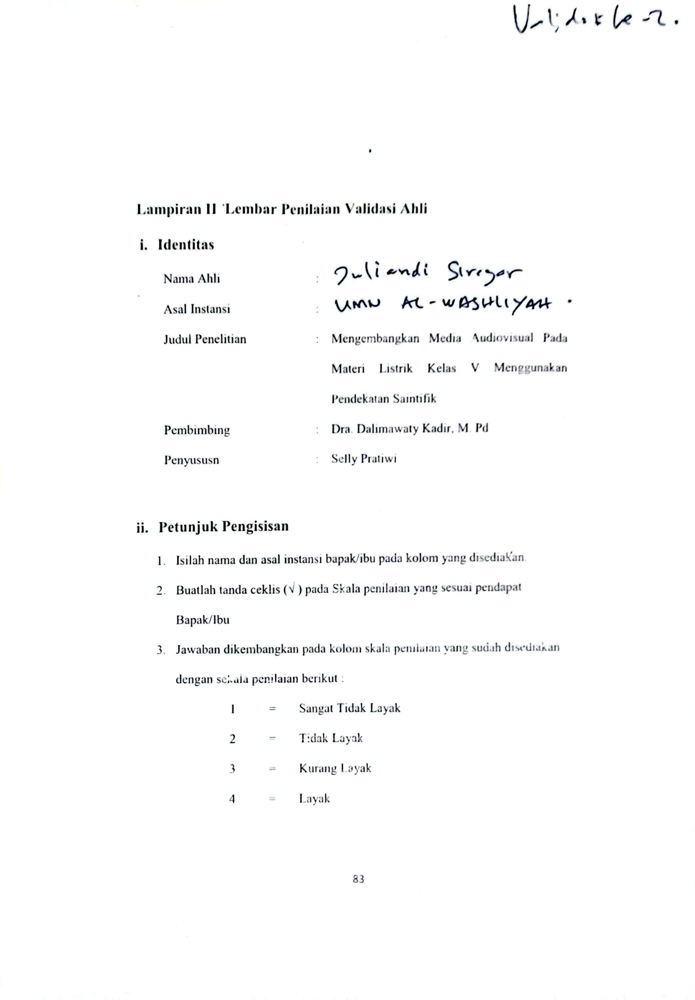 ke-2.
Lampiran II Lembar Penilaian Validasi Ahli
i. Identitas
Nama Ahli : Juliandi Siregar
Asal Instansi : UMN AL-WASHLIYAH.
Judul Penelitian : Mengembangkan Media Audiovisual Pada
Materi Listrik Kelas V Menggunakan
Pendekatan Saintifik
Pembimbing : Dra. Dalimawaty Kadir, M. Pd
Penyususn : Selly Pratiwi
ii. Petunjuk Pengisisan
1. Isilah nama dan asal instansi bapak/ibu pada kolom yang disediakan.
2. Buatlah tanda ceklis (√ ) pada Skala penilaian yang sesuai pendapat
Bapak/Ibu
3. Jawaban dikembangkan pada kolom skala penilaian yang sudah disediakan
dengan sekala penilaian berikut :
1 = Sangat Tidak Layak
2 = Tidak Layak
3 = Kurang Layak
4 = Layak
83